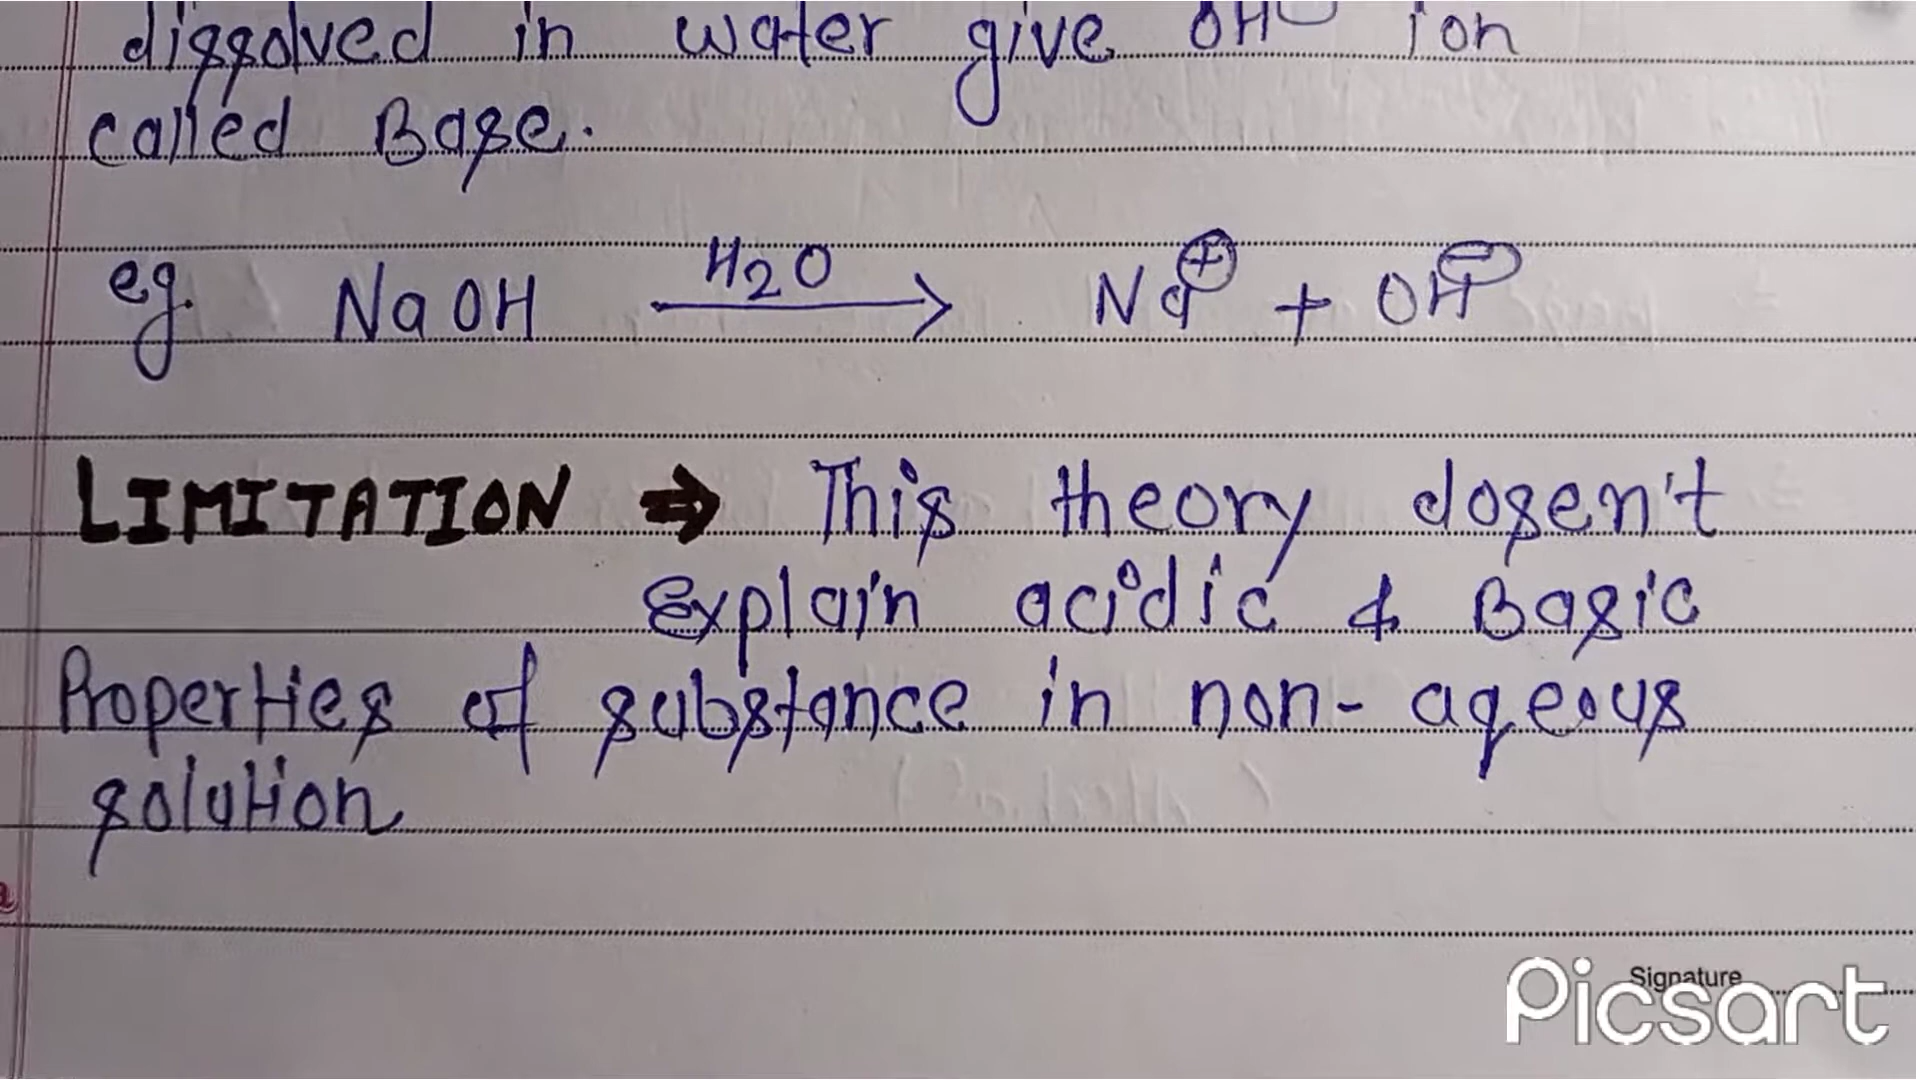 dissolved in water give OH⊖ ion
called Base.
eg. NaOH H2O → Na⊕ + OH⊖
LIMITATION ⇒ This theory dosen't
Explain acidic & Basic
Properties of substance in non-aqeous
solution
Signature
Picsart